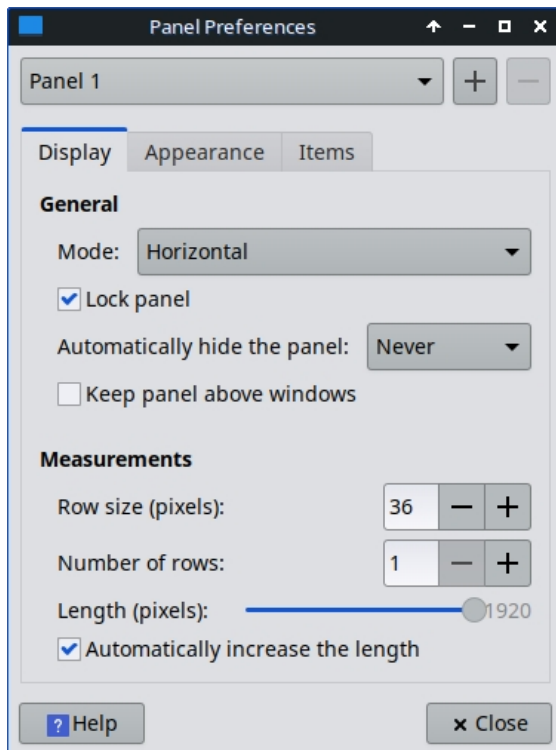 Panel Preferences
Panel 1
Display Appearance Items
General
Mode: Horizontal
Lock panel
Automatically hide the panel: Never
Keep panel above windows
Measurements
Row size (pixels): 36
Number of rows: 1
Length (pixels): 1920
Automatically increase the length
? Help
Close